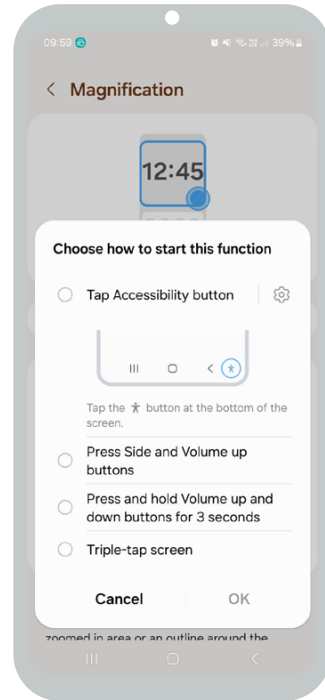 09:59
39%
Magnification
12:45
Choose how to start this function
Tap Accessibility button
Tap the button at the bottom of the
screen.
Press Side and Volume up
buttons
Press and hold Volume up and
down buttons for 3 seconds
Triple-tap screen
Cancel
OK
zoomed in area or an outline around the